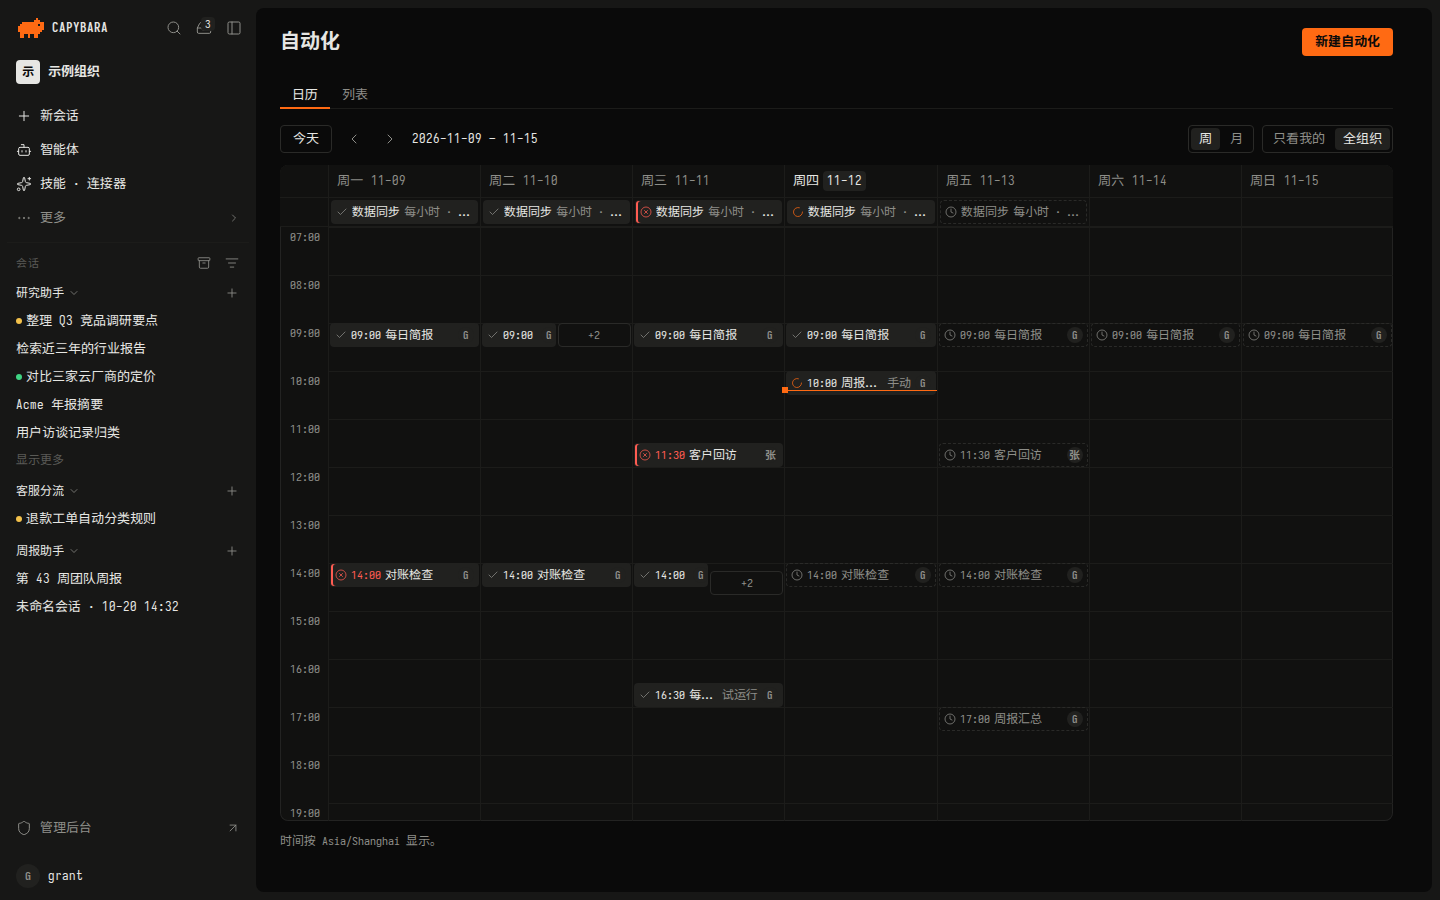 CAPYBARA
3
示 示例组织
新会话
智能体
技能 · 连接器
更多
会话
研究助手
整理 Q3 竞品调研要点
检索近三年的行业报告
对比三家云厂商的定价
Acme 年报摘要
用户访谈记录归类
显示更多
客服分流
退款工单自动分类规则
周报助手
第 43 周团队周报
未命名会话 · 10-20 14:32
管理后台
G grant
自动化
新建自动化
日历 列表
今天 2026-11-09 – 11-15 周 月 只看我的 全组织
周一 11-09 周二 11-10 周三 11-11 周四 11-12 周五 11-13 周六 11-14 周日 11-15
数据同步 每小时 · … 数据同步 每小时 · … 数据同步 每小时 · … 数据同步 每小时 · … 数据同步 每小时 · …
07:00
08:00
09:00 09:00 每日简报 G 09:00 G +2 09:00 每日简报 G 09:00 每日简报 G 09:00 每日简报 G 09:00 每日简报 G 09:00 每日简报 G
10:00 10:00 周报… 手动 G
11:00
11:30 客户回访 张 11:30 客户回访 张
12:00
13:00
14:00 14:00 对账检查 G 14:00 对账检查 G 14:00 G +2 14:00 对账检查 G 14:00 对账检查 G
15:00
16:00
16:30 每… 试运行 G
17:00 17:00 周报汇总 G
18:00
19:00
时间按 Asia/Shanghai 显示。